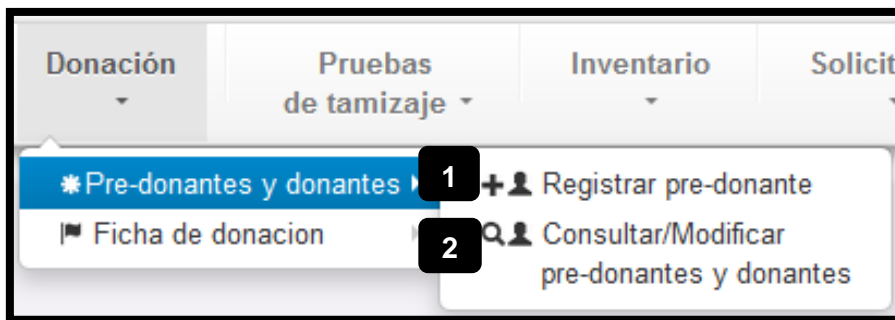 Donación
Pruebas
de tamizaje
Inventario
Solicit
Pre-donantes y donantes
1
Registrar pre-donante
Ficha de donacion
2
Consultar/Modificar
pre-donantes y donantes